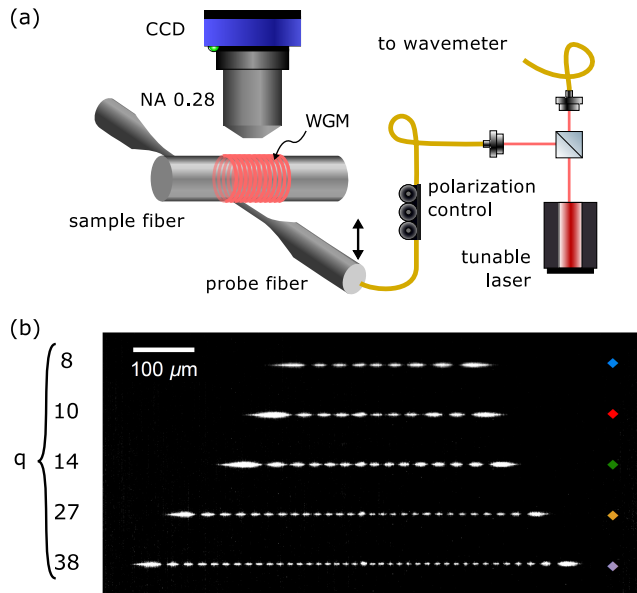 (a)
CCD
to wavemeter
NA 0.28
WGM
sample fiber
polarization
control
probe fiber
tunable
laser
(b)
100 µm
q
8
10
14
27
38